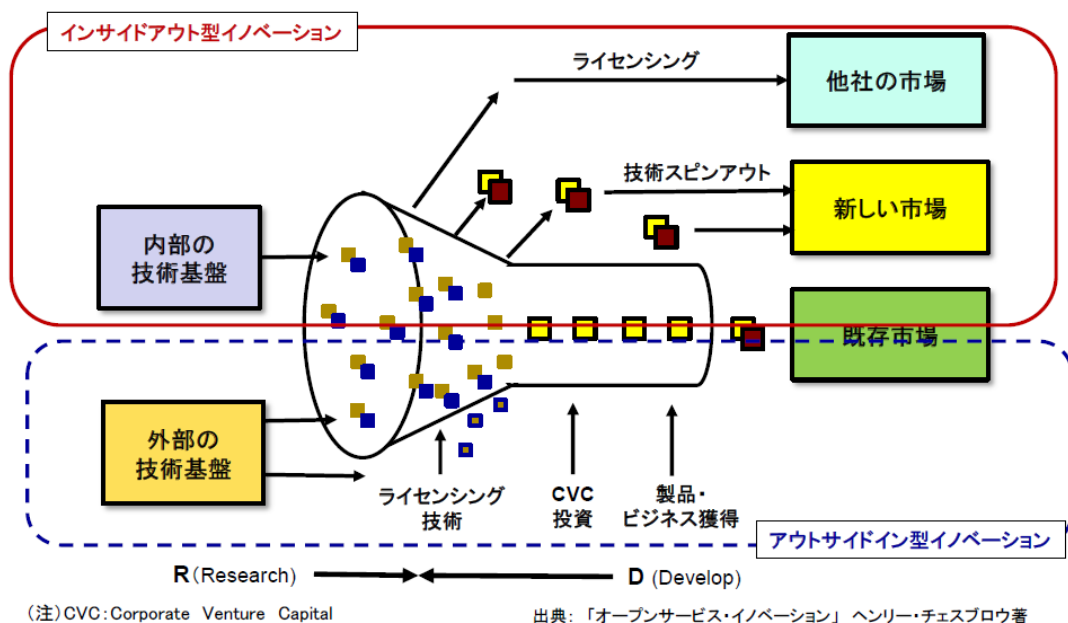 インサイドアウト型イノベーション
ライセンシング
他社の市場
技術スピンアウト
新しい市場
内部の
技術基盤
既存市場
外部の
技術基盤
ライセンシング
技術
CVC
投資
製品・
ビジネス獲得
アウトサイドイン型イノベーション
R(Research)
D (Develop)
(注)CVC:Corporate Venture Capital
出典: 「オープンサービス・イノベーション」 ヘンリー・チェスブロウ著